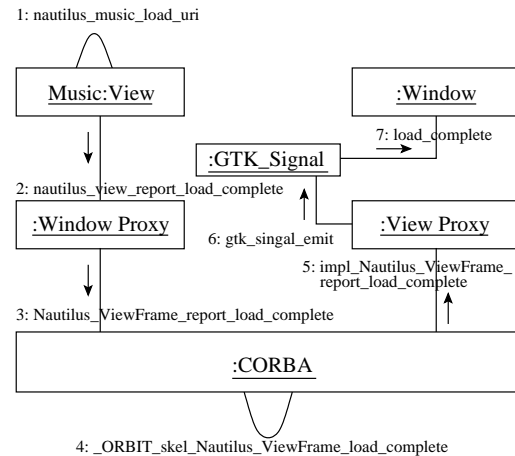 1: nautilus_music_load_uri
Music:View
:Window
7: load_complete
:GTK_Signal
2: nautilus_view_report_load_complete
:Window Proxy
:View Proxy
6: gtk_singal_emit
5: impl_Nautilus_ViewFrame_
report_load_complete
3: Nautilus_ViewFrame_report_load_complete
:CORBA
4: _ORBIT_skel_Nautilus_ViewFrame_load_complete